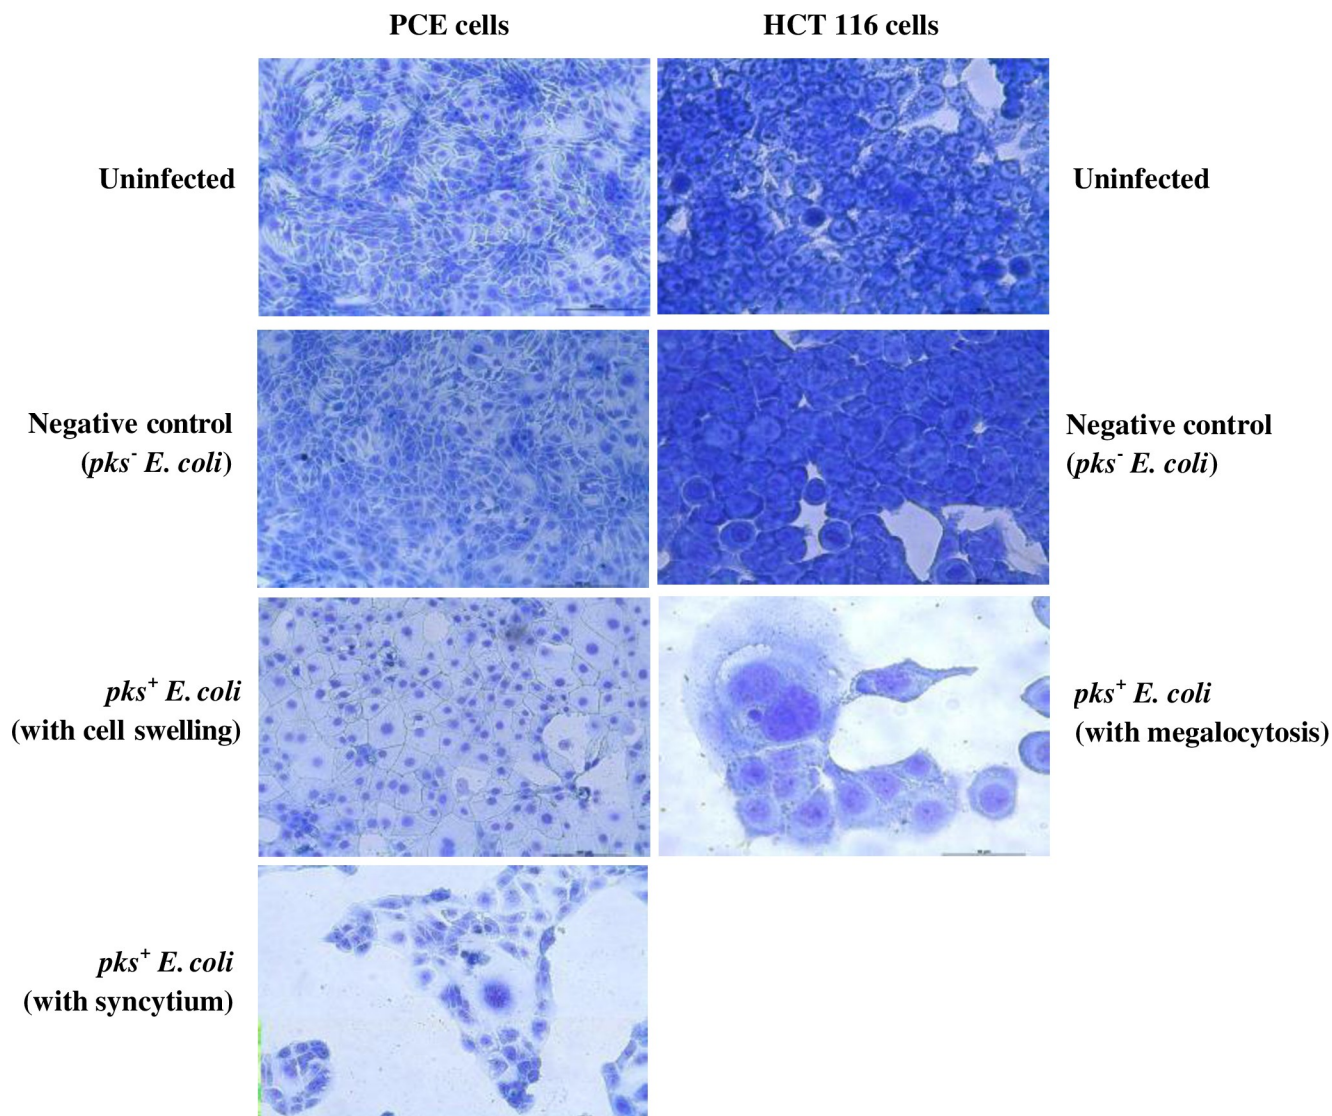 PCE cells
HCT 116 cells
Uninfected
Uninfected
Negative control
(pks⁻ E. coli)
Negative control
(pks⁻ E. coli)
pks⁺ E. coli
(with cell swelling)
pks⁺ E. coli
(with megalocytosis)
pks⁺ E. coli
(with syncytium)